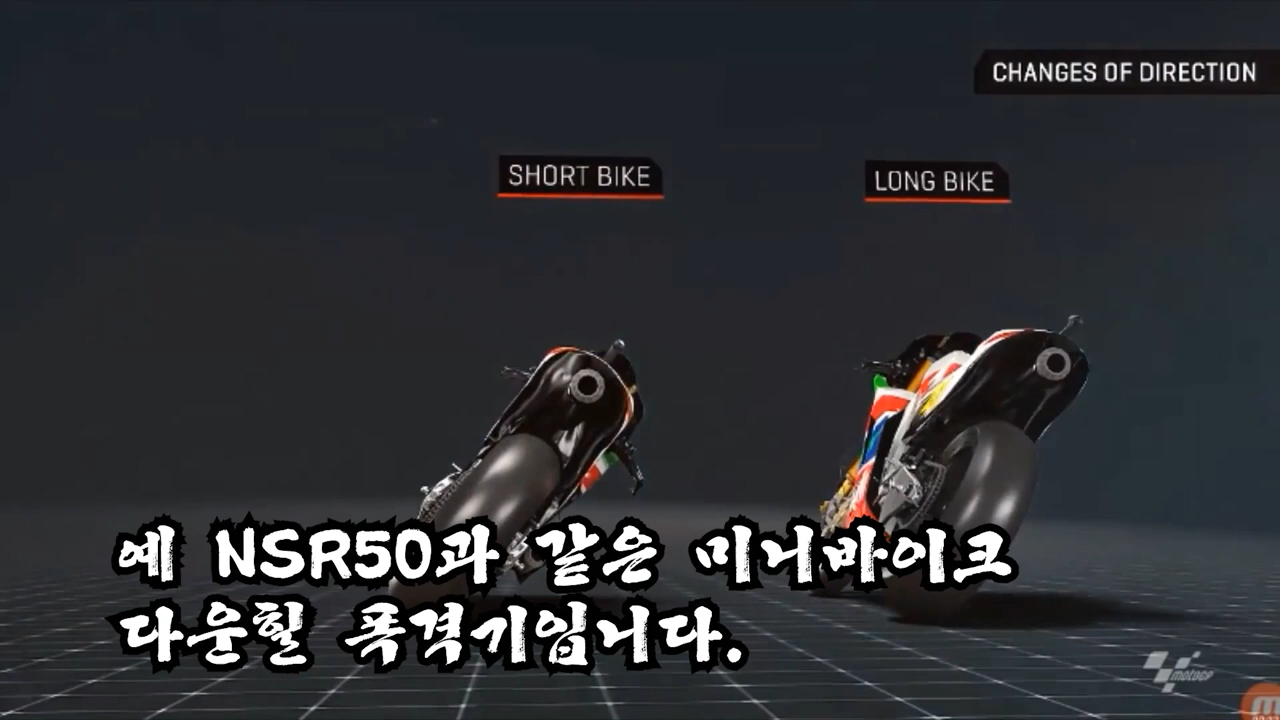 CHANGES OF DIRECTION
SHORT BIKE
LONG BIKE
예 NSR50과 같은 미니바이크
다운힐 폭격기입니다.
motogp